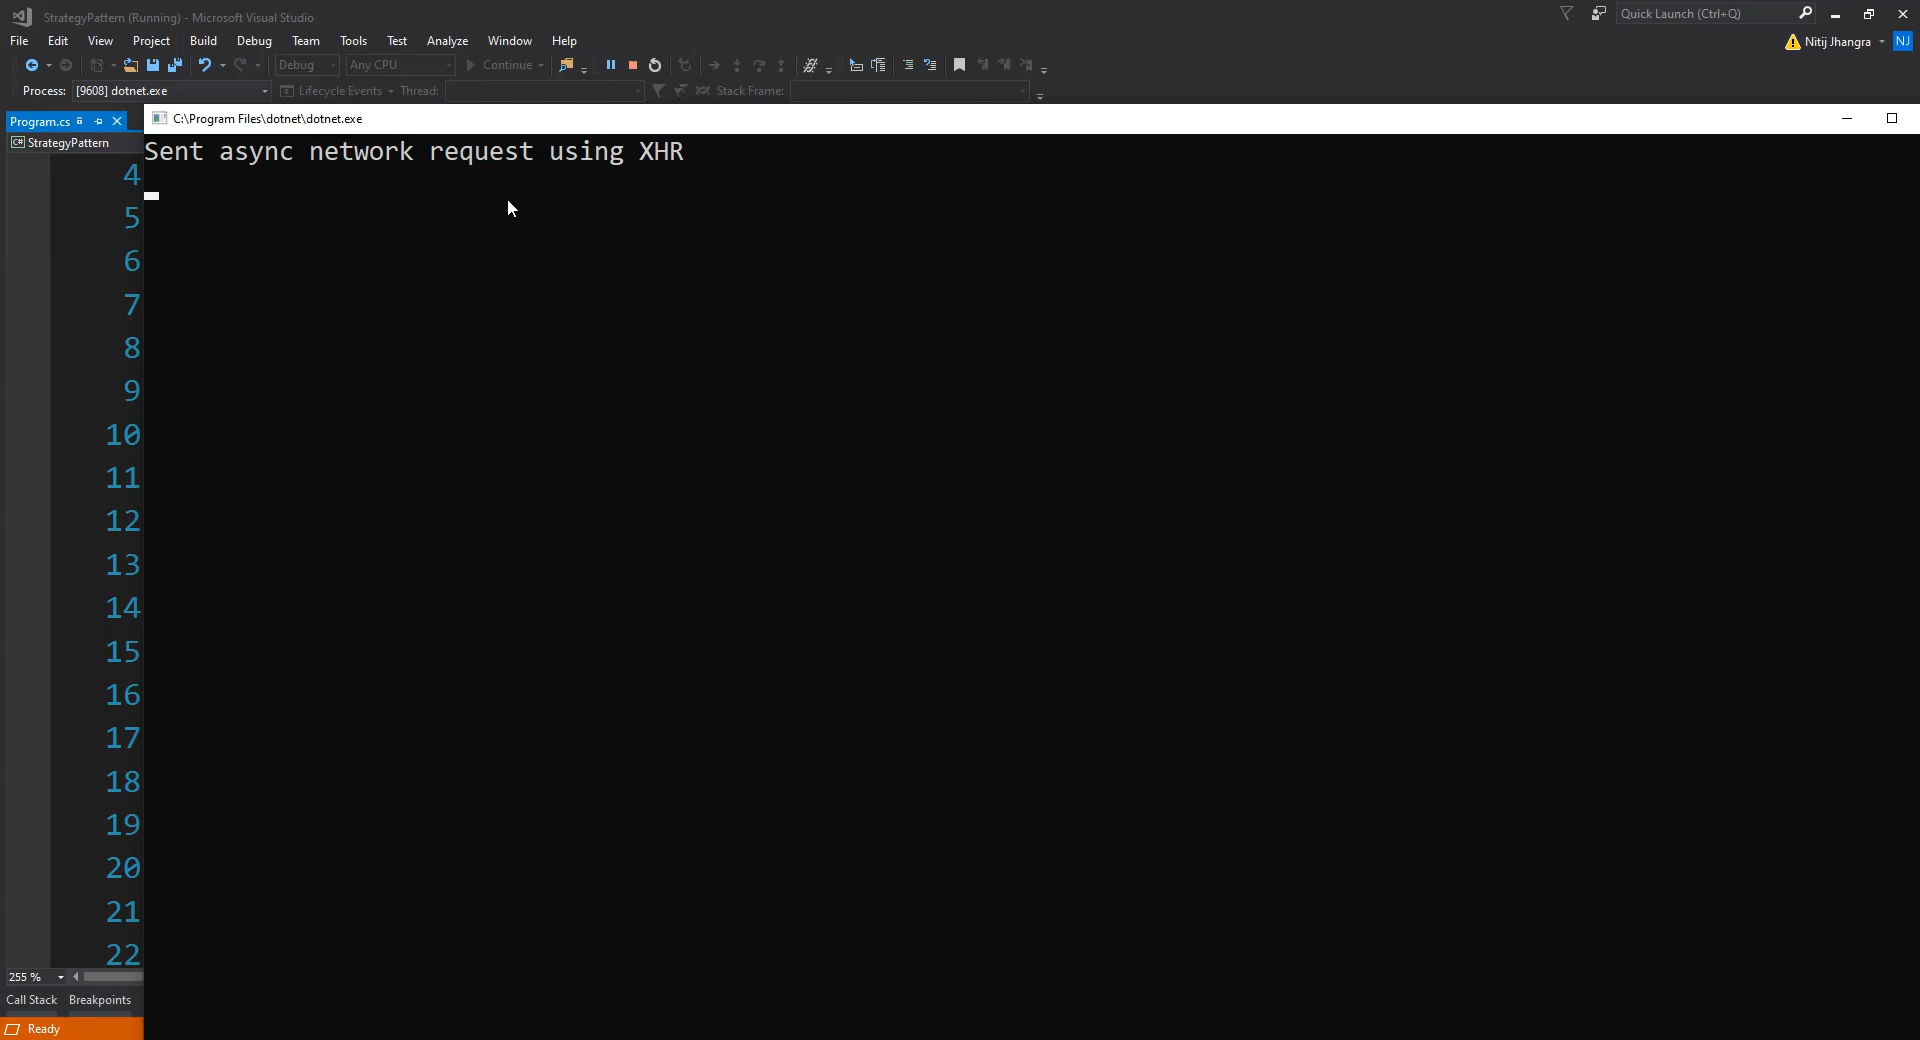 StrategyPattern (Running) - Microsoft Visual Studio
Quick Launch (Ctrl+Q)
File Edit View Project Build Debug Team Tools Test Analyze Window Help
Nitij Jhangra NJ
Debug Any CPU Continue
Process: [9608] dotnet.exe Lifecycle Events Thread: Stack Frame:
Program.cs
C:\Program Files\dotnet\dotnet.exe
C# StrategyPattern
Sent async network request using XHR
4
5
6
7
8
9
10
11
12
13
14
15
16
17
18
19
20
21
22
255 %
Call Stack Breakpoints
Ready